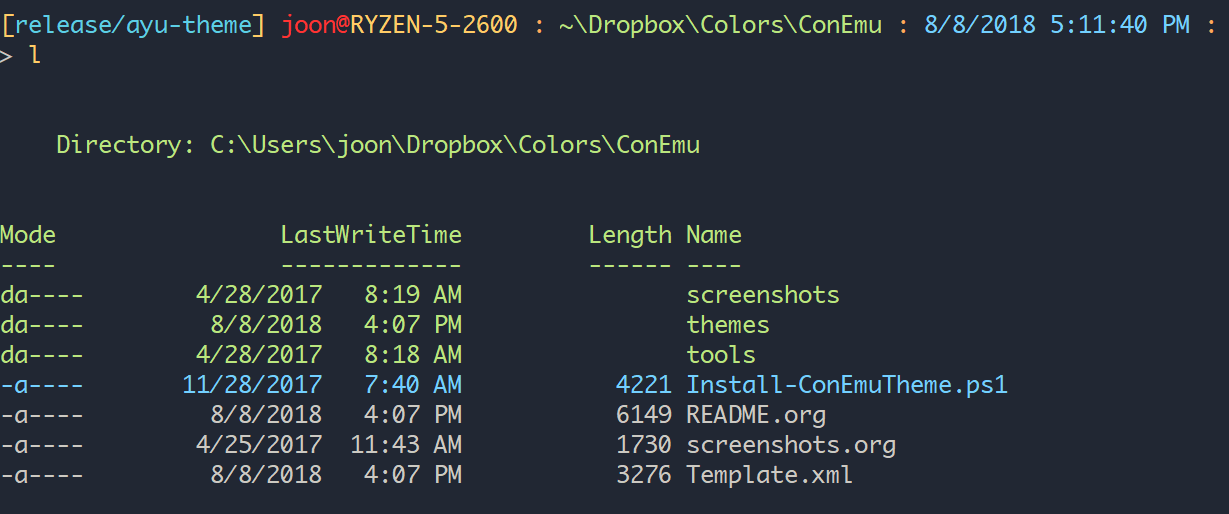 [release/ayu-theme] joon@RYZEN-5-2600 : ~\Dropbox\Colors\ConEmu : 8/8/2018 5:11:40 PM :
> l
    Directory: C:\Users\joon\Dropbox\Colors\ConEmu
Mode                LastWriteTime         Length Name
----                -------------         ------ ----
da----        4/28/2017   8:19 AM                screenshots
da----         8/8/2018   4:07 PM                themes
da----        4/28/2017   8:18 AM                tools
-a----       11/28/2017   7:40 AM           4221 Install-ConEmuTheme.ps1
-a----         8/8/2018   4:07 PM           6149 README.org
-a----        4/25/2017  11:43 AM           1730 screenshots.org
-a----         8/8/2018   4:07 PM           3276 Template.xml